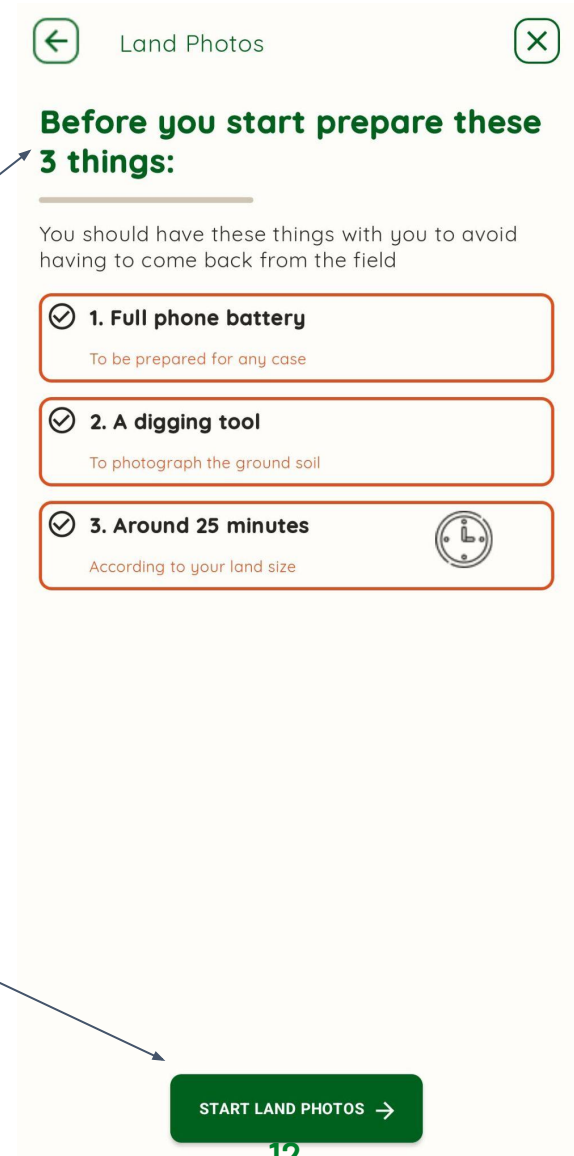 Land Photos
Before you start prepare these
3 things:
You should have these things with you to avoid
having to come back from the field
1. Full phone battery
To be prepared for any case
2. A digging tool
To photograph the ground soil
3. Around 25 minutes
According to your land size
START LAND PHOTOS
12